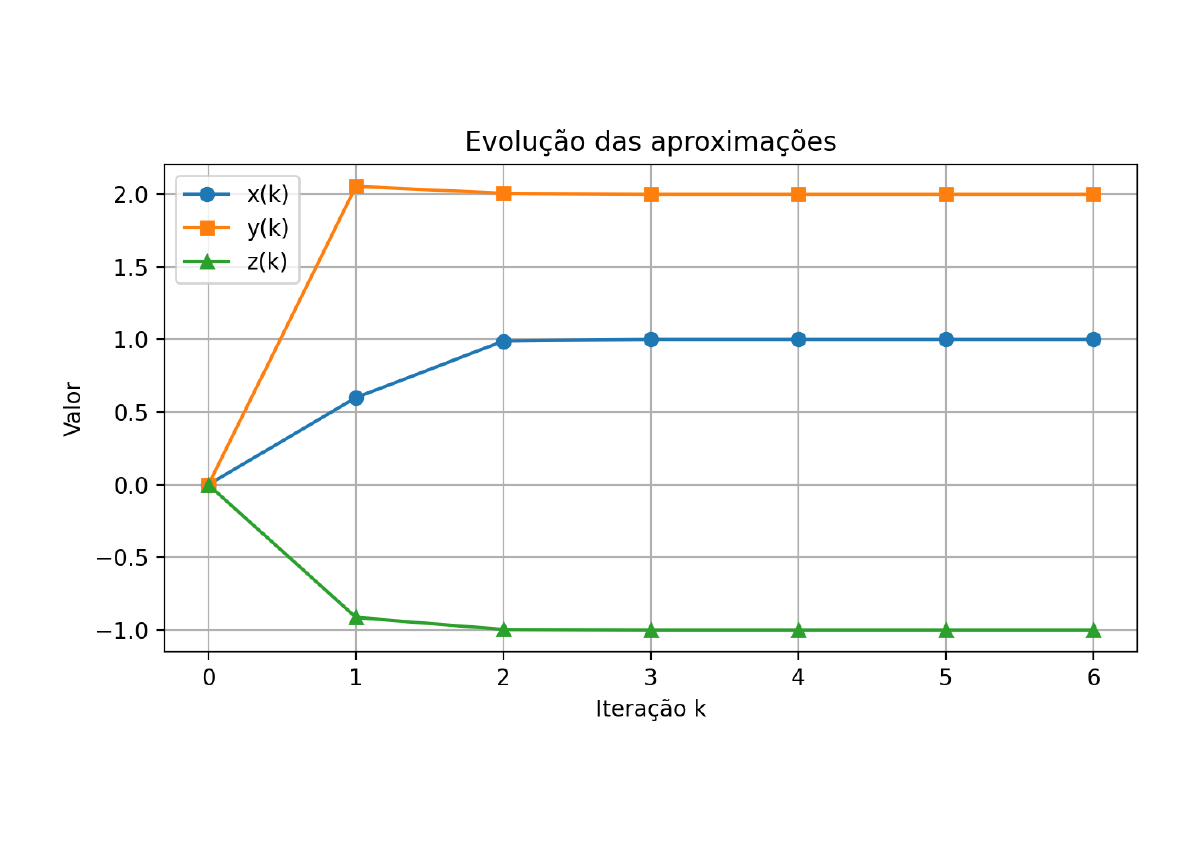 Evolução das aproximações
x(k)
y(k)
z(k)
Valor
2.0
1.5
1.0
0.5
0.0
−0.5
−1.0
0 1 2 3 4 5 6
Iteração k